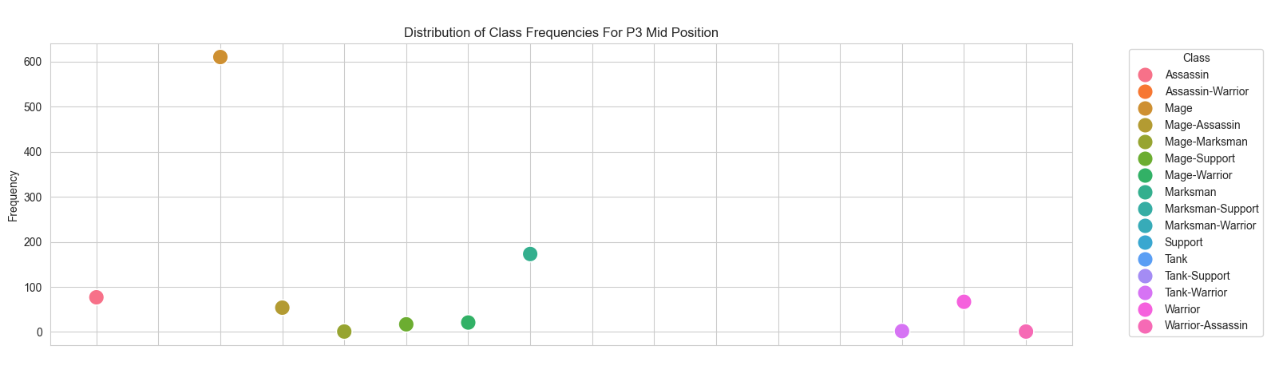 Distribution of Class Frequencies For P3 Mid Position
Frequency
600
500
400
300
200
100
0
Class
Assassin
Assassin-Warrior
Mage
Mage-Assassin
Mage-Marksman
Mage-Support
Mage-Warrior
Marksman
Marksman-Support
Marksman-Warrior
Support
Tank
Tank-Support
Tank-Warrior
Warrior
Warrior-Assassin